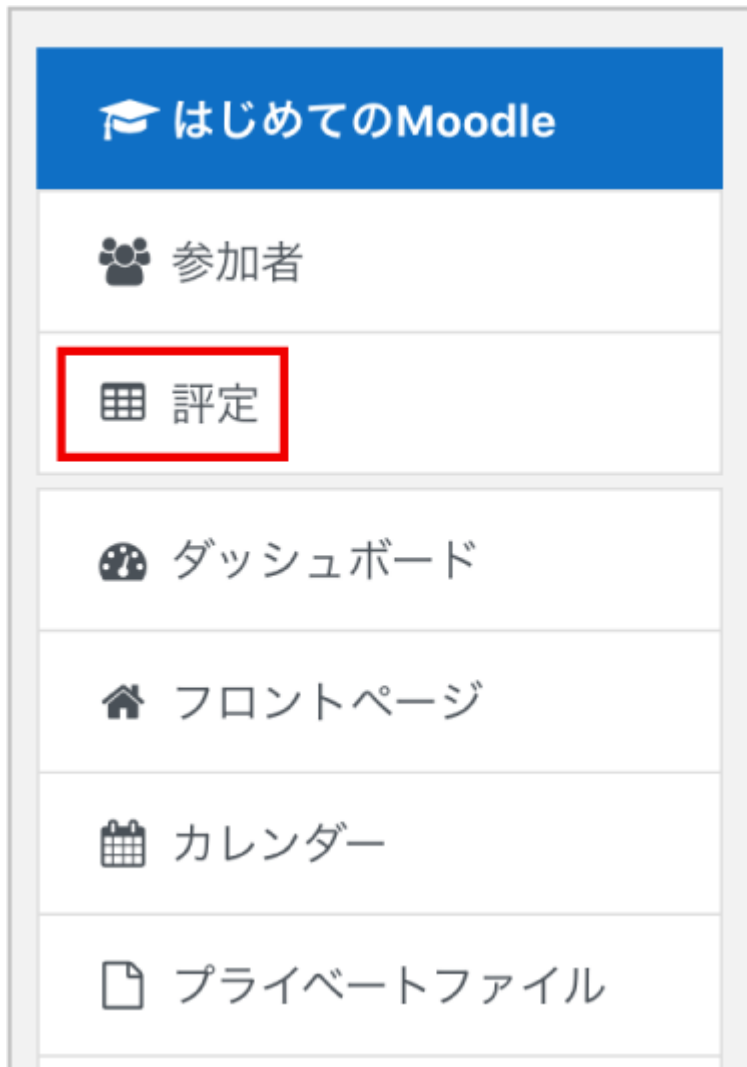 はじめてのMoodle
参加者
評定
ダッシュボード
フロントページ
カレンダー
プライベートファイル